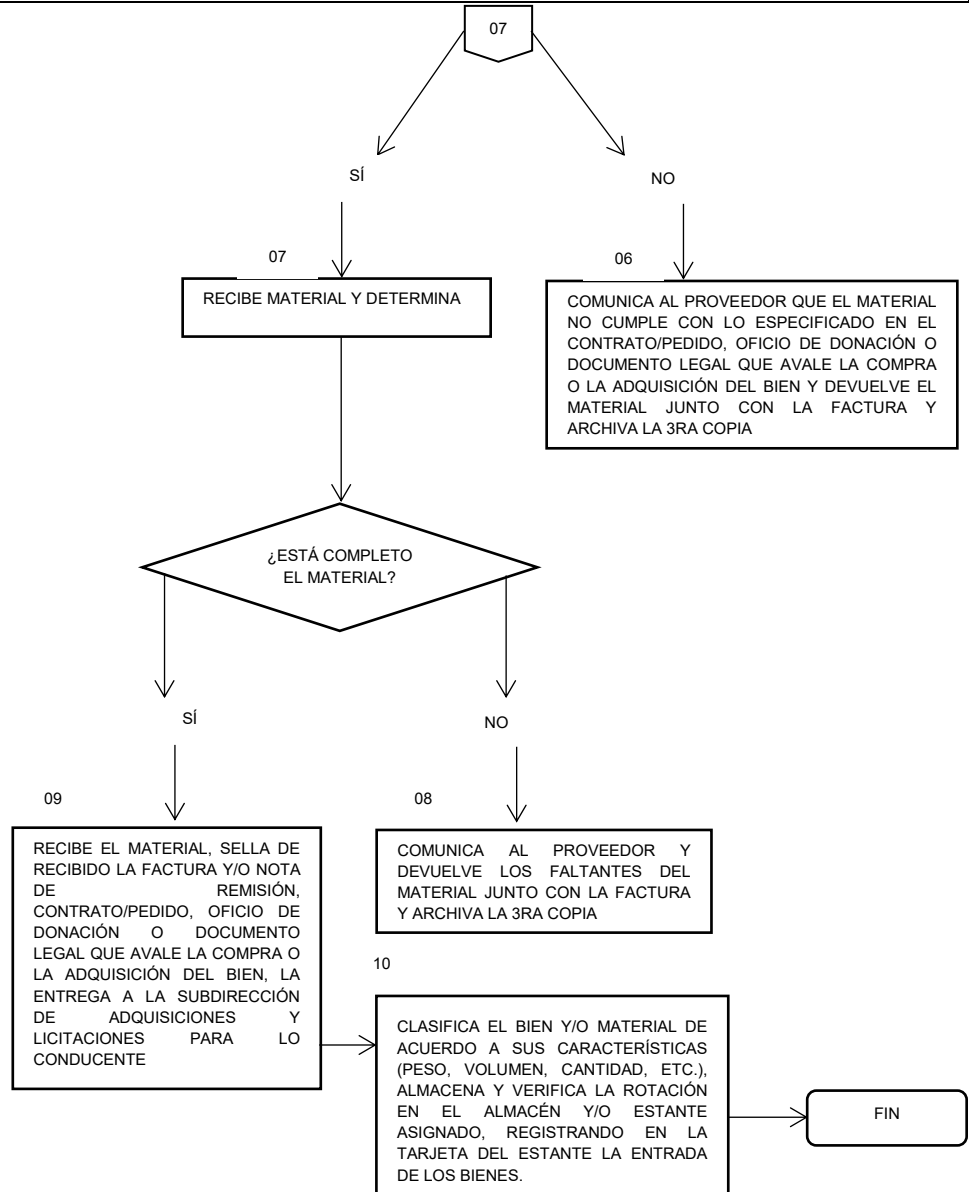 07
SÍ
NO
07
RECIBE MATERIAL Y DETERMINA
06
COMUNICA AL PROVEEDOR QUE EL MATERIAL
NO CUMPLE CON LO ESPECIFICADO EN EL
CONTRATO/PEDIDO, OFICIO DE DONACIÓN O
DOCUMENTO LEGAL QUE AVALE LA COMPRA
O LA ADQUISICIÓN DEL BIEN Y DEVUELVE EL
MATERIAL JUNTO CON LA FACTURA Y
ARCHIVA LA 3RA COPIA
¿ESTÁ COMPLETO
EL MATERIAL?
SÍ
NO
09
RECIBE EL MATERIAL, SELLA DE
RECIBIDO LA FACTURA Y/O NOTA
DE REMISIÓN,
CONTRATO/PEDIDO, OFICIO DE
DONACIÓN O DOCUMENTO
LEGAL QUE AVALE LA COMPRA O
LA ADQUISICIÓN DEL BIEN, LA
ENTREGA A LA SUBDIRECCIÓN
DE ADQUISICIONES Y
LICITACIONES PARA LO
CONDUCENTE
08
COMUNICA AL PROVEEDOR Y
DEVUELVE LOS FALTANTES DEL
MATERIAL JUNTO CON LA FACTURA
Y ARCHIVA LA 3RA COPIA
10
CLASIFICA EL BIEN Y/O MATERIAL DE
ACUERDO A SUS CARACTERÍSTICAS
(PESO, VOLUMEN, CANTIDAD, ETC.),
ALMACENA Y VERIFICA LA ROTACIÓN
EN EL ALMACÉN Y/O ESTANTE
ASIGNADO, REGISTRANDO EN LA
TARJETA DEL ESTANTE LA ENTRADA
DE LOS BIENES.
FIN